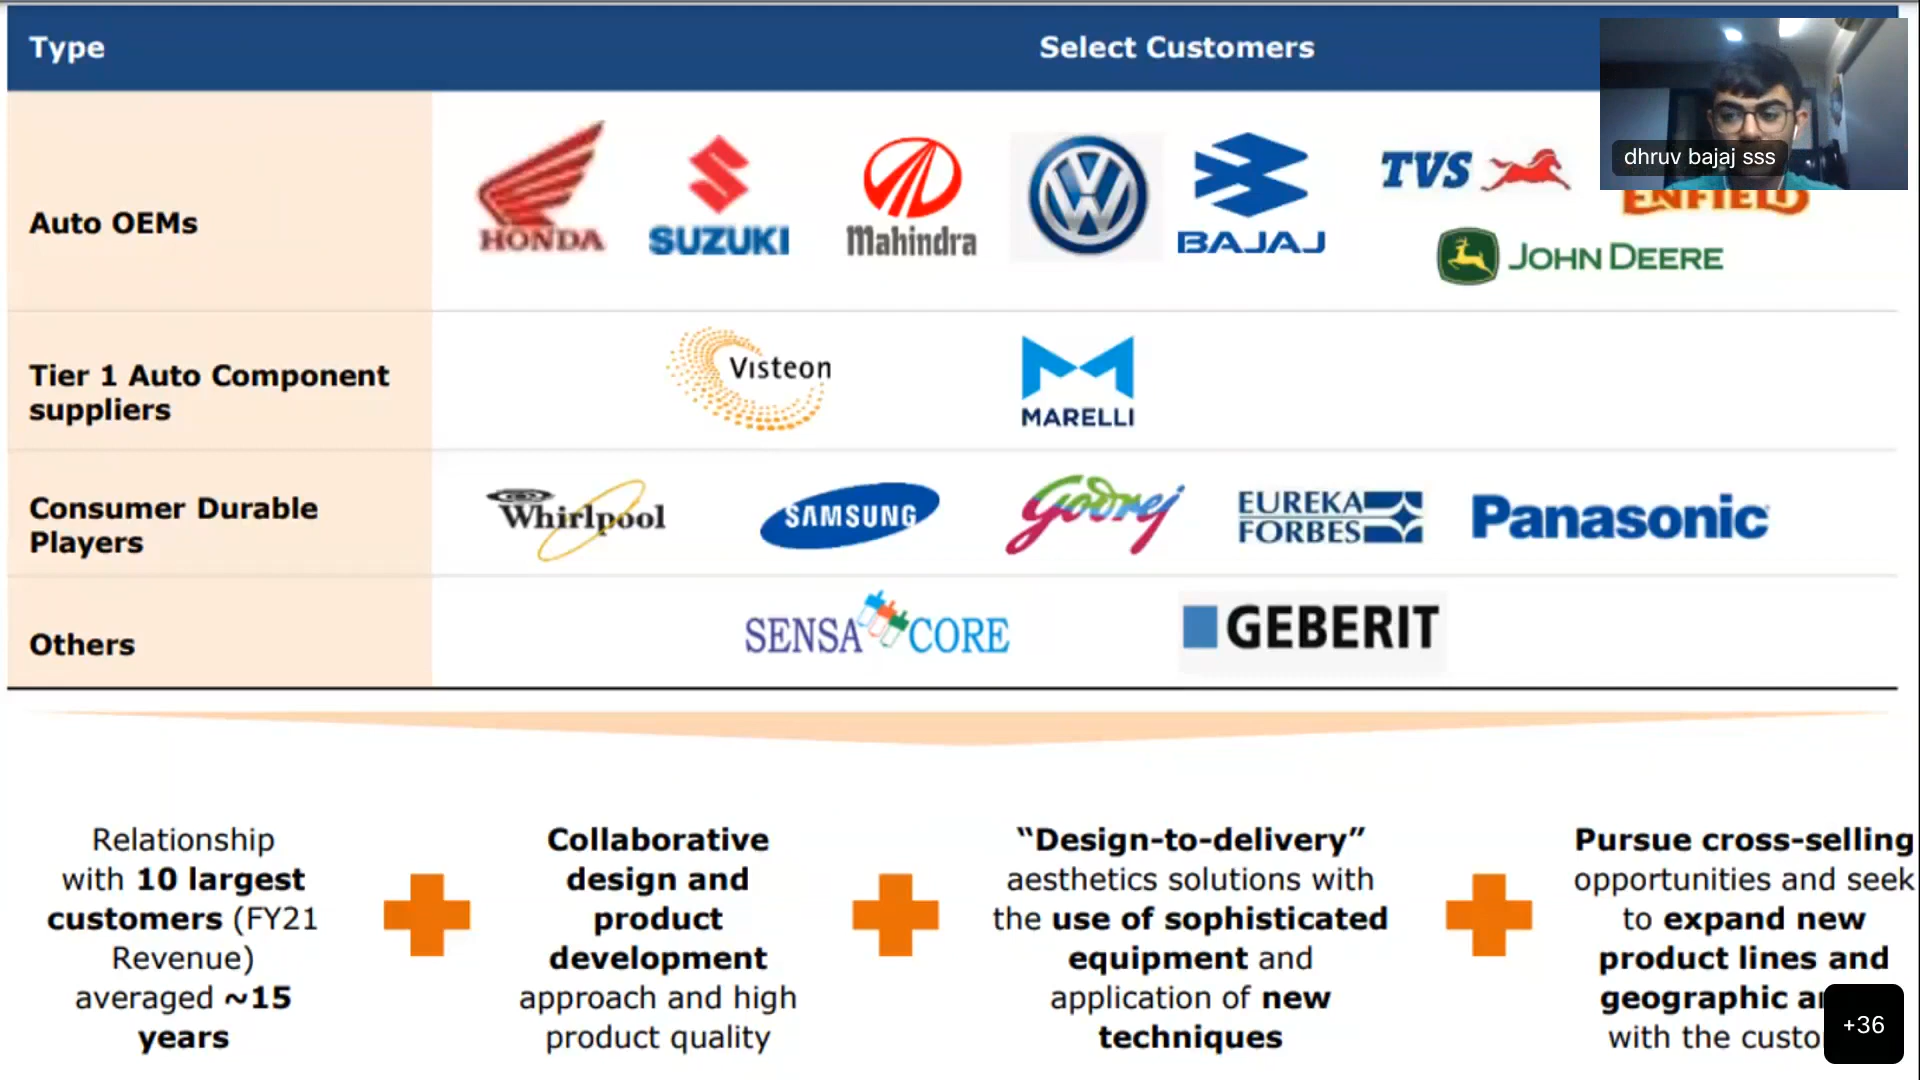 Type
Select Customers
dhruv bajaj sss
Auto OEMs
HONDA
SUZUKI
Mahindra
BAJAJ
TVS
ENFIELD
JOHN DEERE
Tier 1 Auto Component
suppliers
Visteon
MARELLI
Consumer Durable
Players
Whirlpool
SAMSUNG
Godrej
EUREKA
FORBES
Panasonic
Others
SENSA CORE
GEBERIT
Relationship
with 10 largest
customers (FY21
Revenue)
averaged ~15
years
Collaborative
design and
product
development
approach and high
product quality
“Design-to-delivery”
aesthetics solutions with
the use of sophisticated
equipment and
application of new
techniques
Pursue cross-selling
opportunities and seek
to expand new
product lines and
geographic
with the
+36